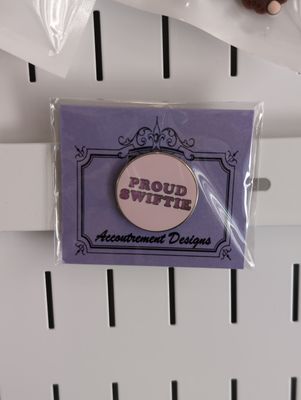 PROUD
SWIFTIE
Accoutrement Designs